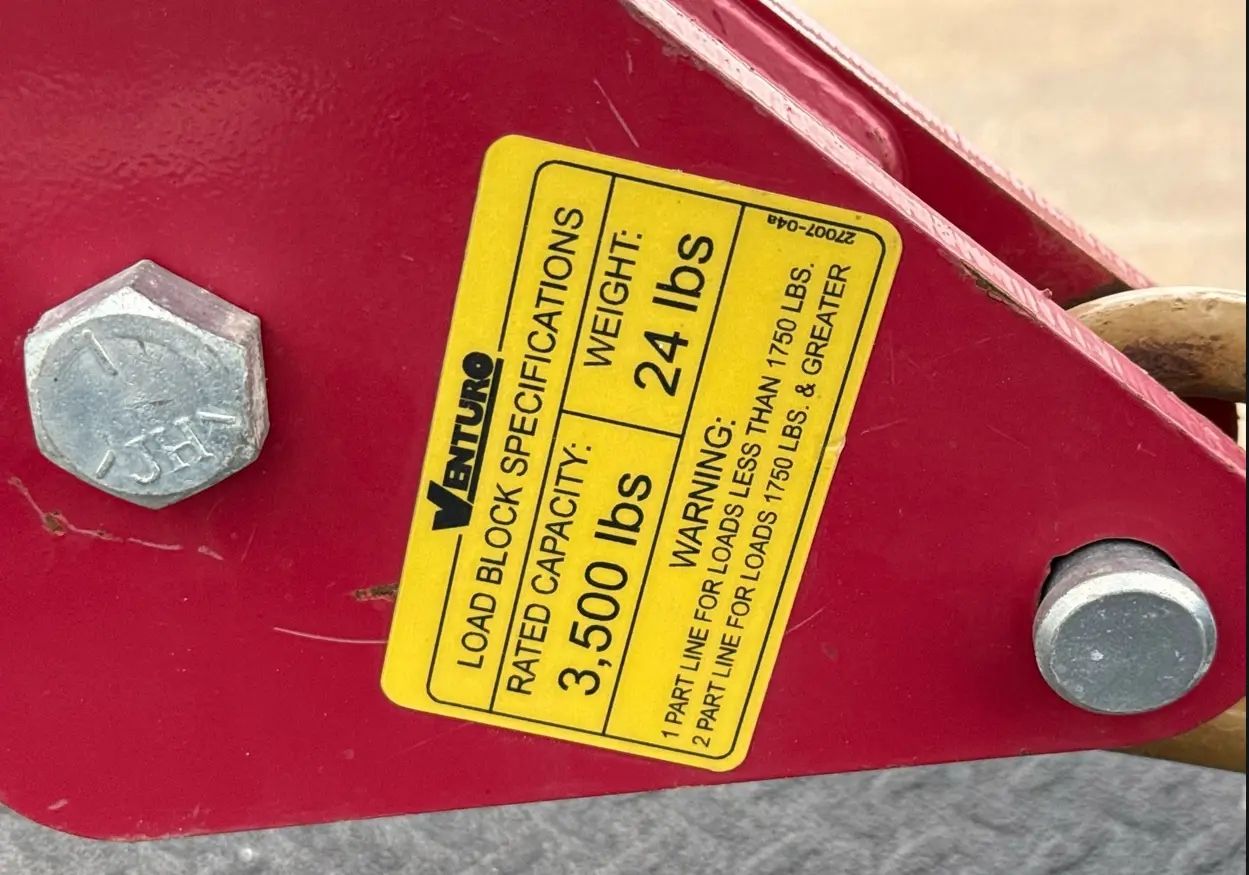 VENTURO
LOAD BLOCK SPECIFICATIONS
RATED CAPACITY:
3,500 lbs
WEIGHT:
24 lbs
WARNING:
1 PART LINE FOR LOADS LESS THAN 1750 LBS.
2 PART LINE FOR LOADS 1750 LBS. & GREATER
27007-04a
JH